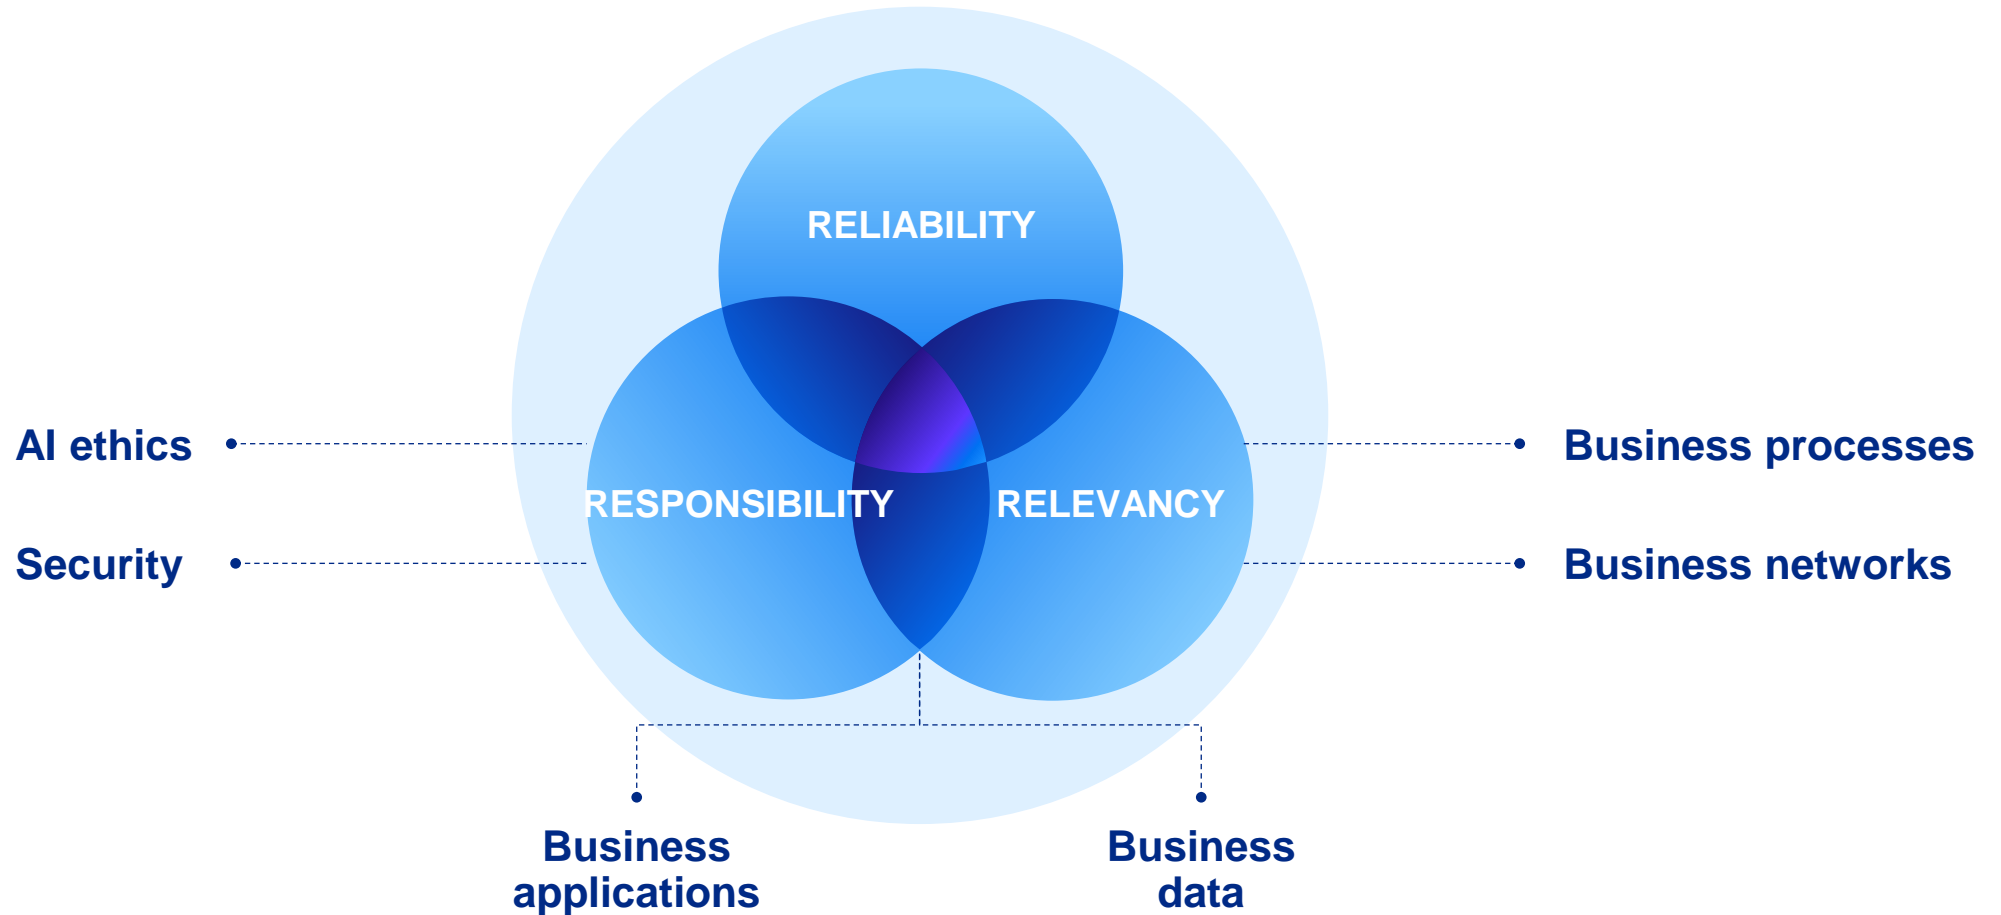 RELIABILITY
AI ethics
Business processes
RESPONSIBILITY
RELEVANCY
Security
Business networks
Business
applications
Business
data